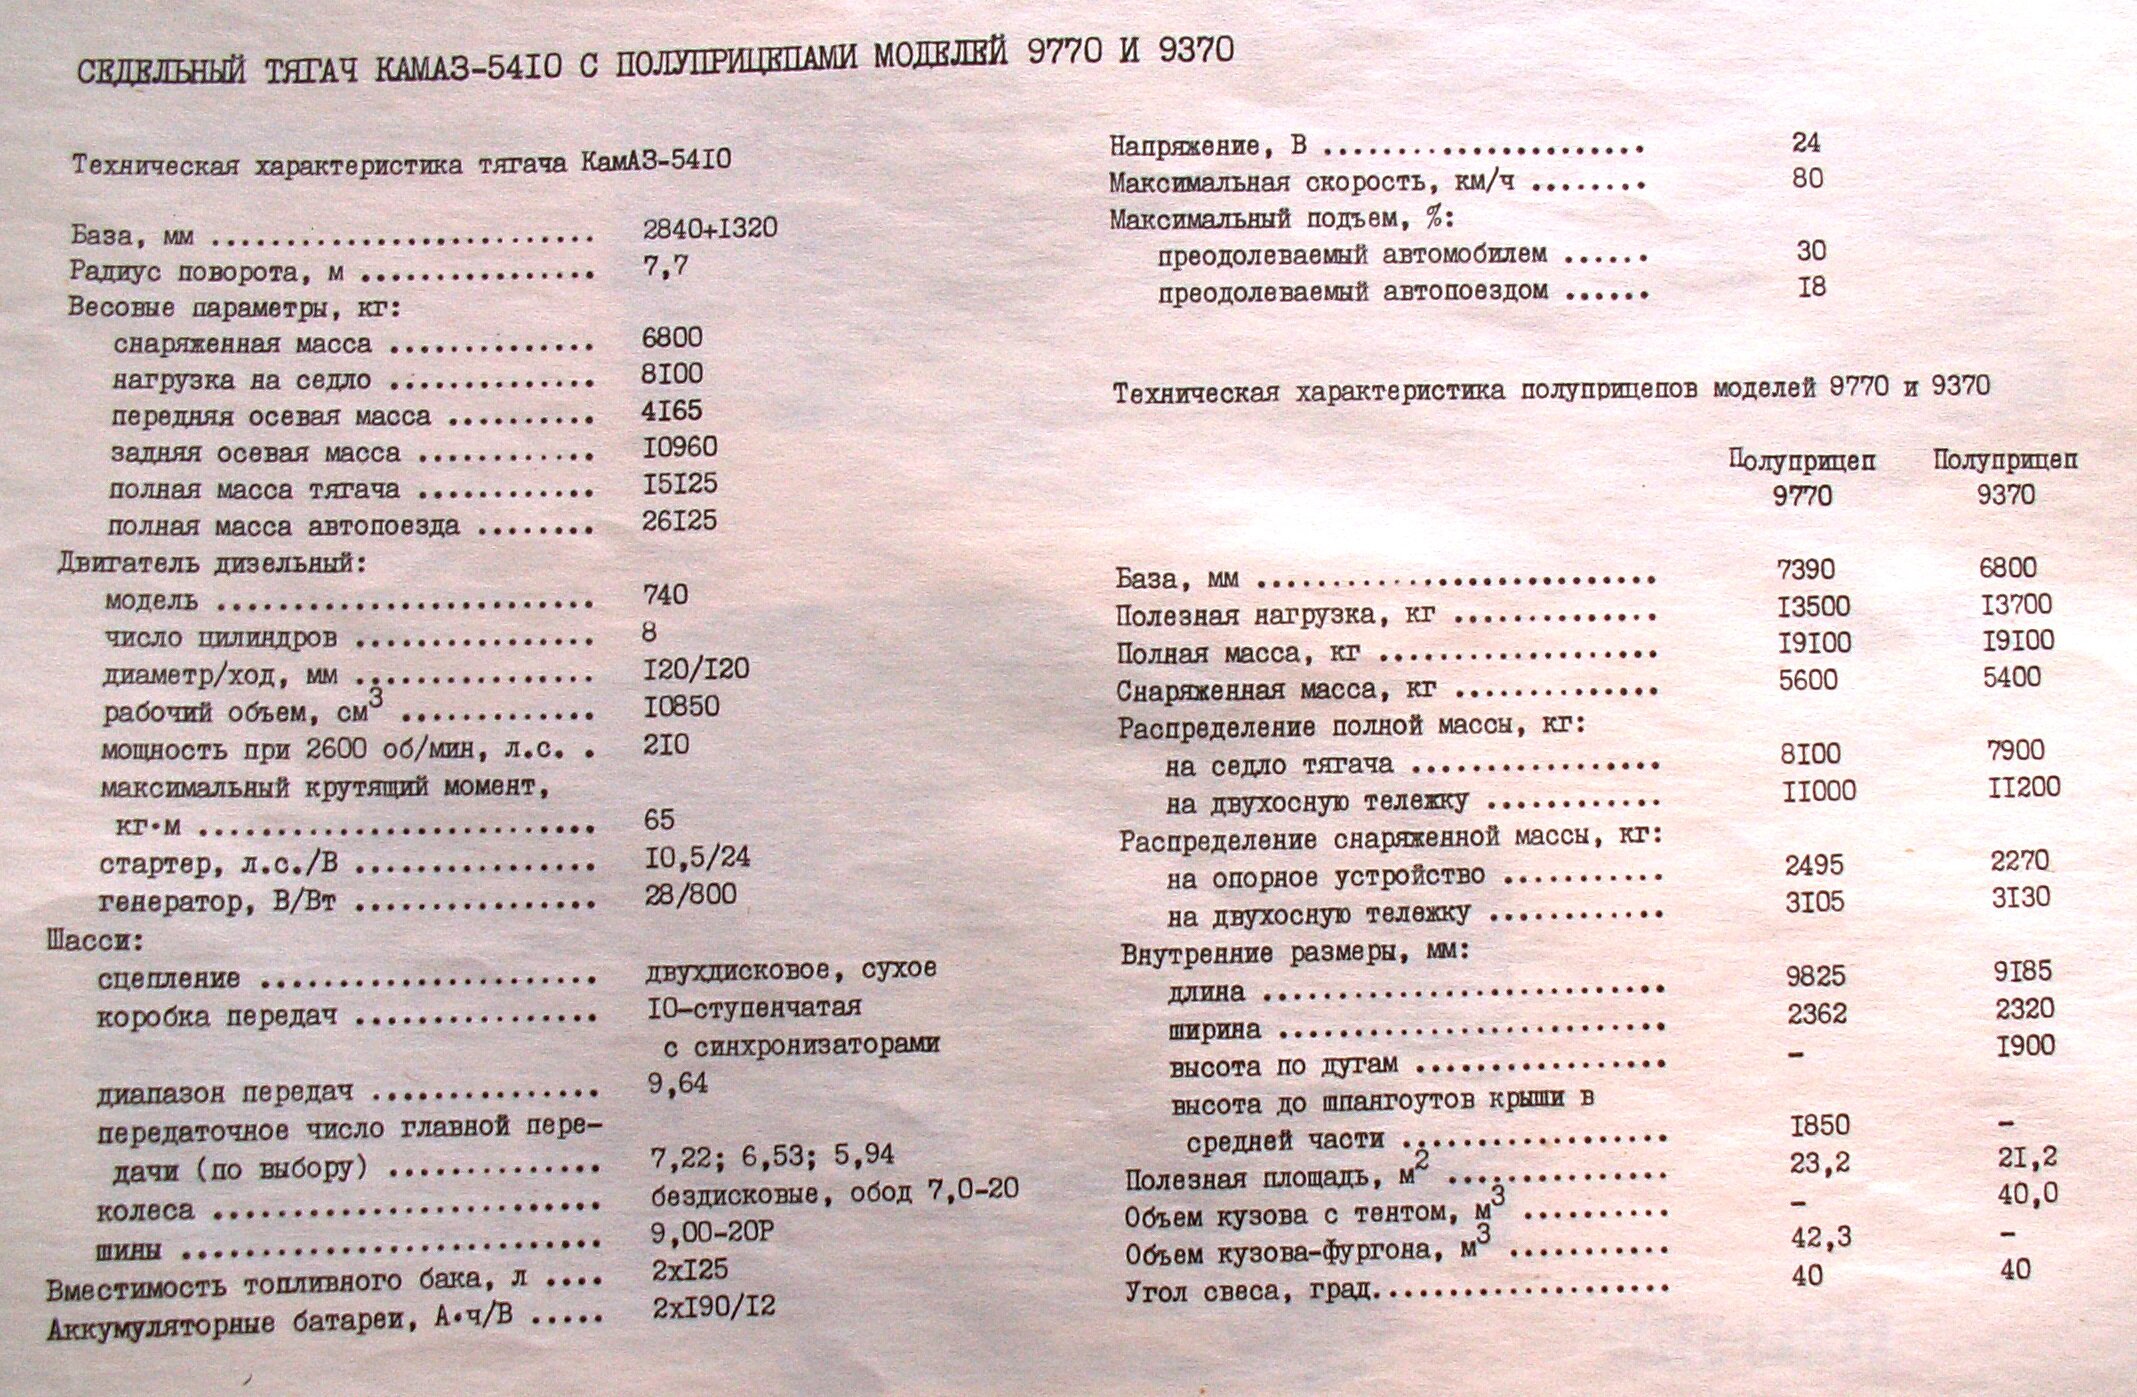 СЕДЕЛЬНЫЙ ТЯГАЧ КАМАЗ-5410 С ПОЛУПРИЦЕПАМИ МОДЕЛЕЙ 9770 И 9370
Техническая характеристика тягача КамАЗ-5410
База, мм .......................... 2840+1320
Радиус поворота, м ................ 7,7
Весовые параметры, кг:
снаряженная масса .............. 6800
нагрузка на седло .............. 8100
передняя осевая масса .......... 4165
задняя осевая масса ............ 10960
полная масса тягача ............ 15125
полная масса автопоезда ........ 26125
Двигатель дизельный:
модель ......................... 740
число цилиндров ................ 8
диаметр/ход, мм ................ 120/120
рабочий объем, см³ ............. 10850
мощность при 2600 об/мин, л.с. . 210
максимальный крутящий момент,
кг·м .......................... 65
стартер, л.с./В ................ 10,5/24
генератор, В/Вт ................ 28/800
Шасси:
сцепление ...................... двухдисковое, сухое
коробка передач ................ 10-ступенчатая
с синхронизаторами
диапазон передач ............... 9,64
передаточное число главной пере-
дачи (по выбору) .............. 7,22; 6,53; 5,94
колеса ......................... бездисковые, обод 7,0-20
шины ........................... 9,00-20Р
Вместимость топливного бака, л .... 2х125
Аккумуляторные батареи, А·ч/В ..... 2х190/12
Напряжение, В ..................... 24
Максимальная скорость, км/ч ........ 80
Максимальный подъем, %:
преодолеваемый автомобилем ...... 30
преодолеваемый автопоездом ...... 18
Техническая характеристика полуприцепов моделей 9770 и 9370
Полуприцеп Полуприцеп
9770 9370
База, мм .......................... 7390 6800
Полезная нагрузка, кг ............. 13500 13700
Полная масса, кг .................. 19100 19100
Снаряженная масса, кг ............. 5600 5400
Распределение полной массы, кг:
на седло тягача ................ 8100 7900
на двухосную тележку ........... 11000 11200
Распределение снаряженной массы, кг:
на опорное устройство .......... 2495 2270
на двухосную тележку ........... 3105 3130
Внутренние размеры, мм:
длина .......................... 9825 9185
ширина ......................... 2362 2320
высота по дугам ................ – 1900
высота до шпангоутов крыши в
средней части ................. 1850 –
Полезная площадь, м² .............. 23,2 21,2
Объем кузова с тентом, м³ ......... – 40,0
Объем кузова-фургона, м³ .......... 42,3 –
Угол свеса, град................... 40 40